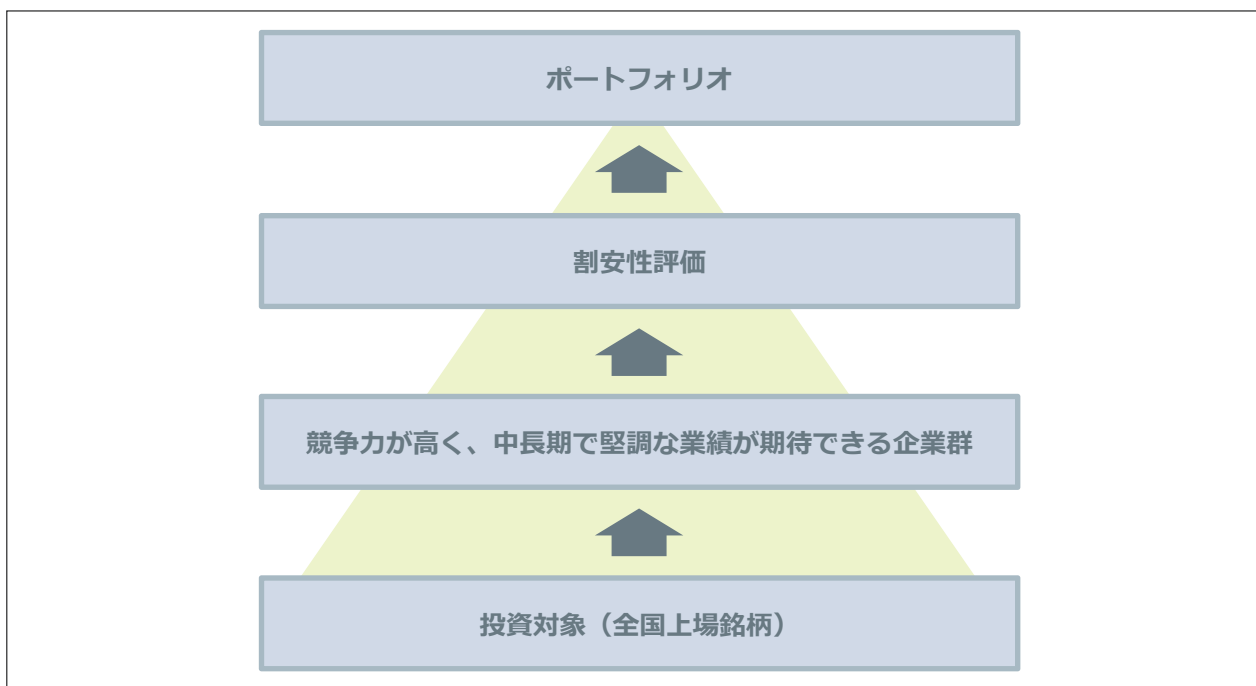 ポートフォリオ
割安性評価
競争力が高く、中長期で堅調な業績が期待できる企業群
投資対象（全国上場銘柄）